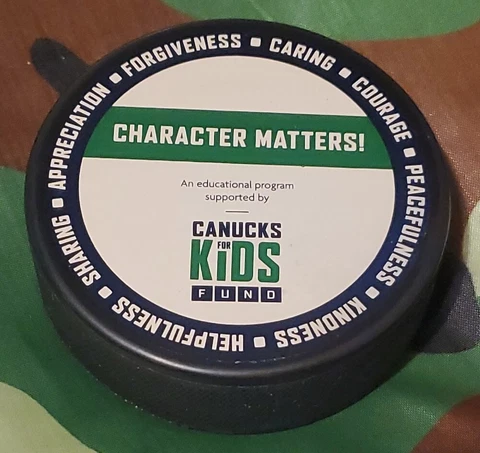 FORGIVENESS ▪ CARING ▪ COURAGE ▪ PEACEFULNESS ▪ KINDNESS ▪ HELPFULNESS ▪ SHARING ▪ APPRECIATION ▪
CHARACTER MATTERS!
An educational program
supported by
CANUCKS
FOR
KiDS
FUND